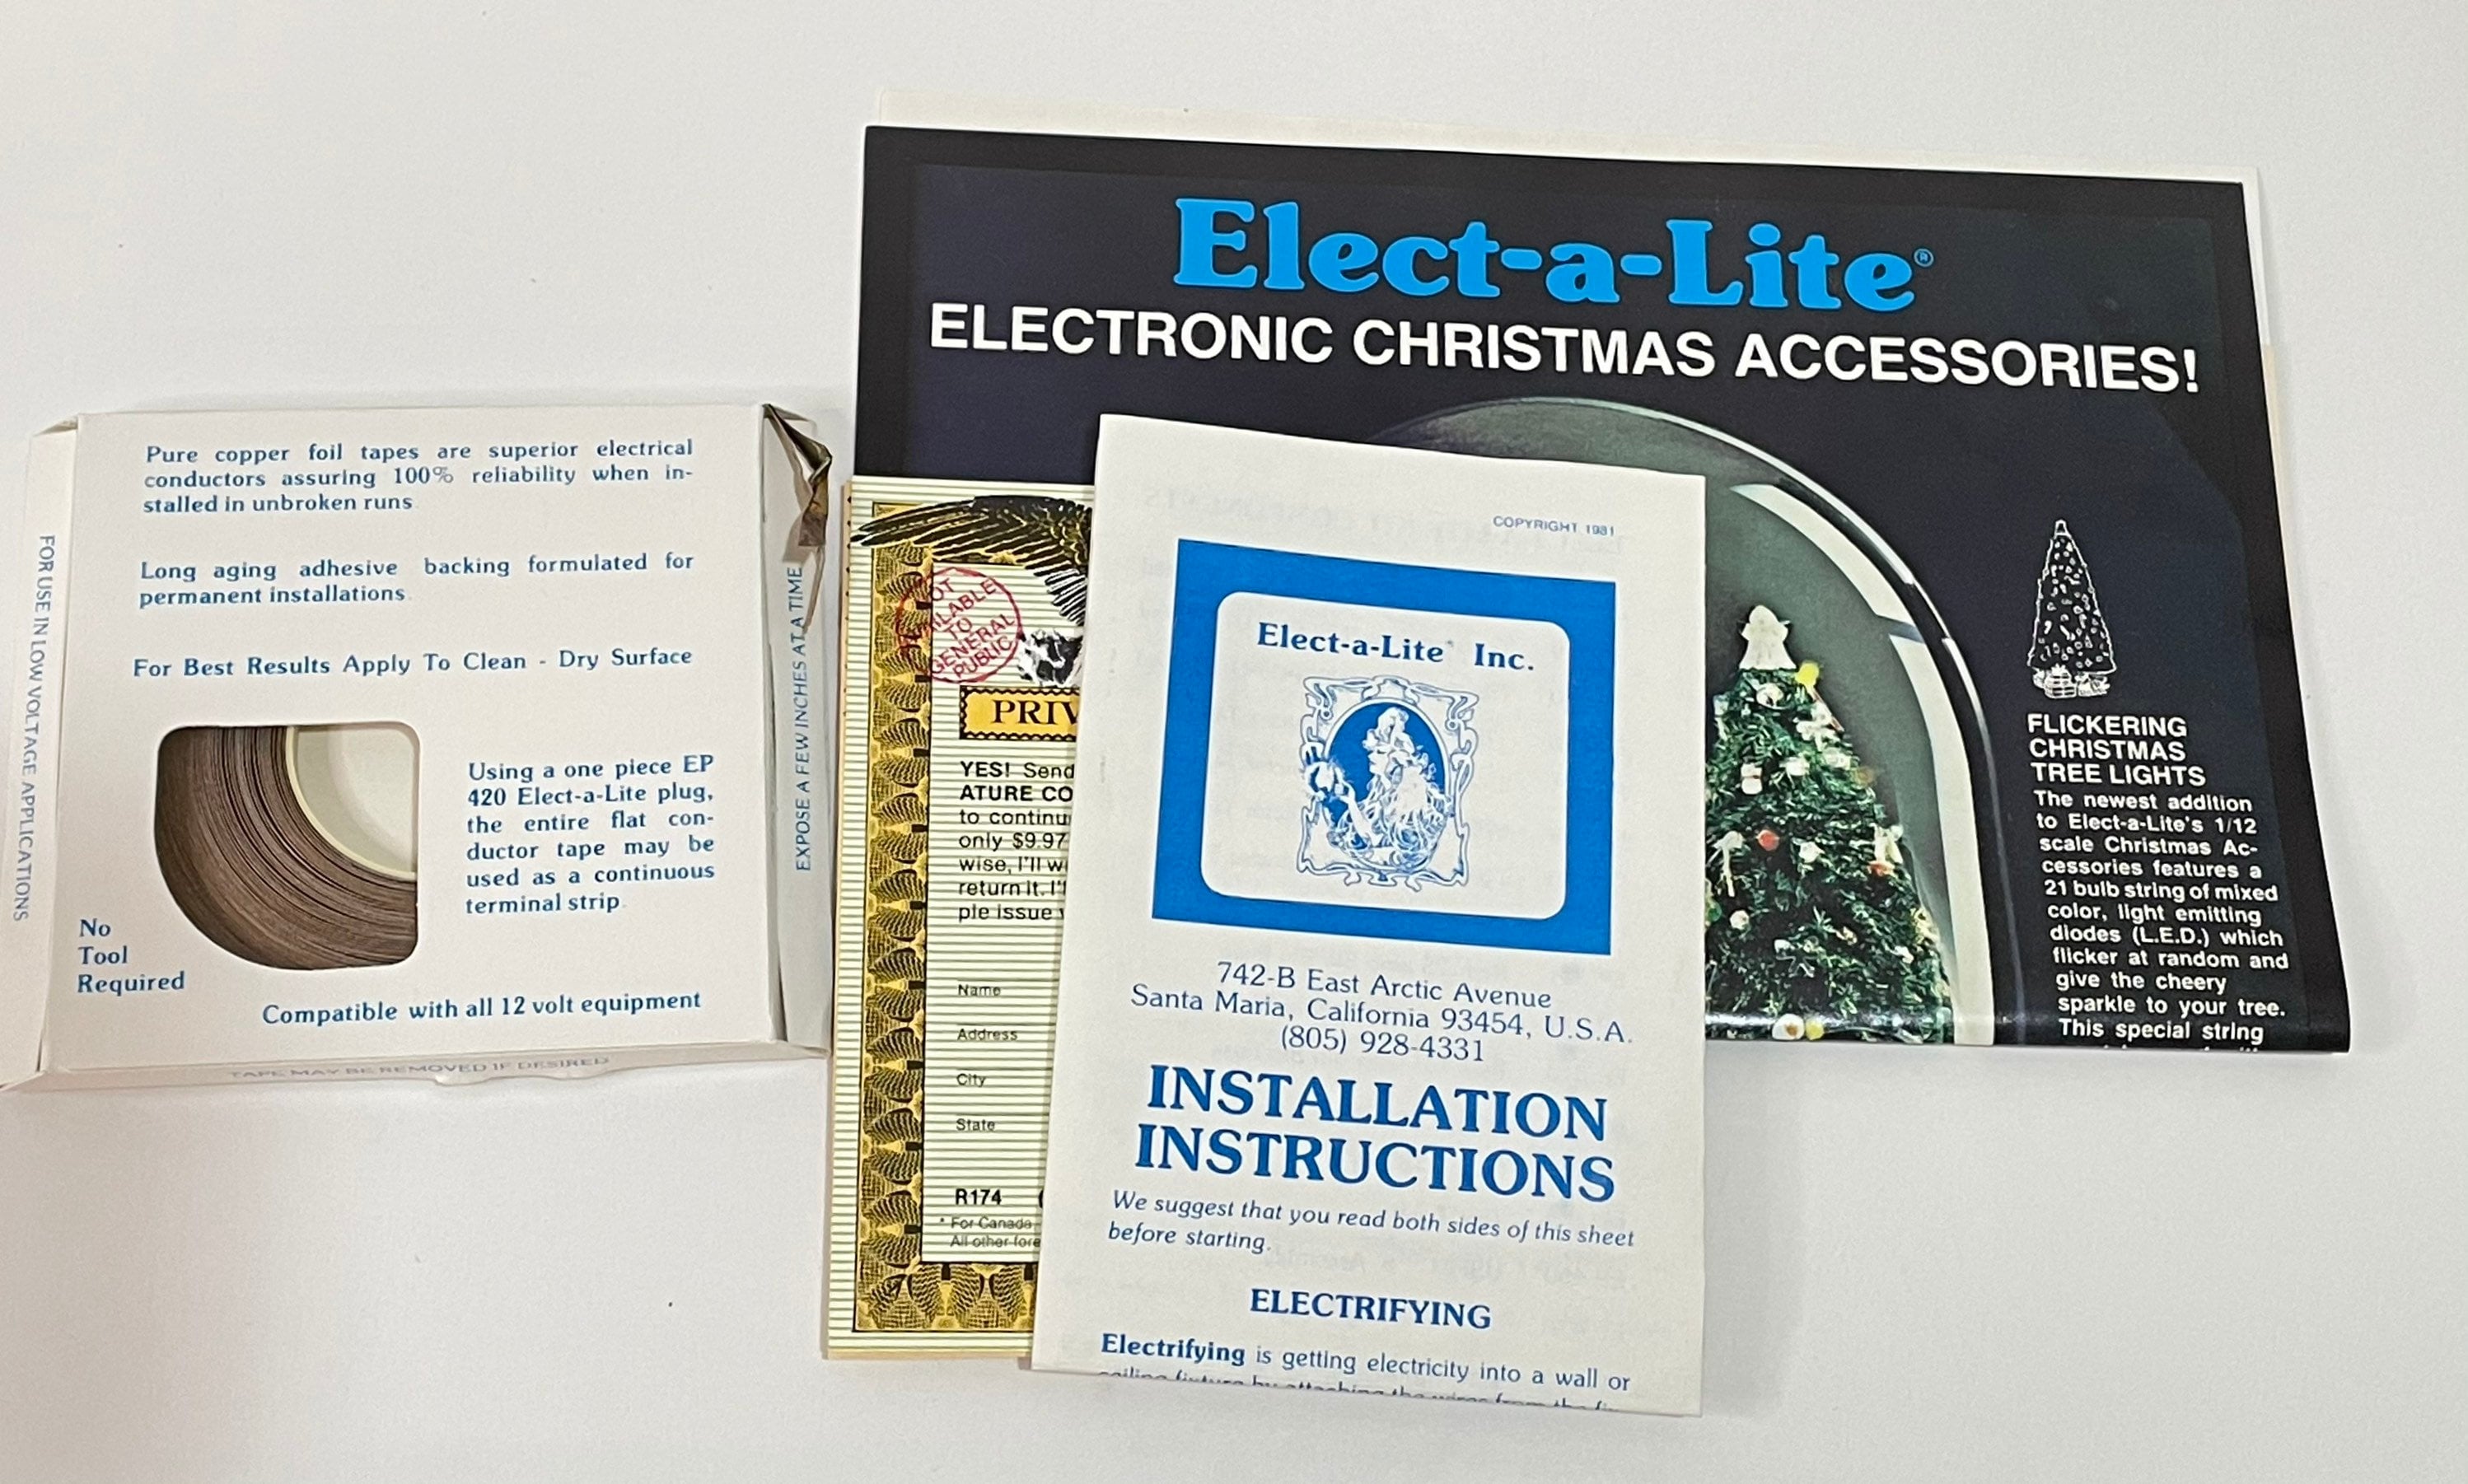 Pure copper foil tapes are superior electrical
conductors assuring 100% reliability when in-
stalled in unbroken runs
Long aging adhesive backing formulated for
permanent installations
For Best Results Apply To Clean - Dry Surface
Using a one piece EP
420 Elect-a-Lite plug,
the entire flat con-
ductor tape may be
used as a continuous
terminal strip
No
Tool
Required
Compatible with all 12 volt equipment
FOR USE IN LOW VOLTAGE APPLICATIONS
EXPOSE A FEW INCHES AT A TIME
TAPE MAY BE REMOVED IF DESIRED
Elect-a-Lite®
ELECTRONIC CHRISTMAS ACCESSORIES!
FLICKERING
CHRISTMAS
TREE LIGHTS
The newest addition
to Elect-a-Lite's 1/12
scale Christmas Ac-
cessories features a
21 bulb string of mixed
color, light emitting
diodes (L.E.D.) which
flicker at random and
give the cheery
sparkle to your tree.
This special string
TO
GENERAL
PUBLIC
PRIV
YES! Send
ATURE CO
to continu
only $9.97
wise, I'll w
return it. I'
ple issue
Name
Address
City
State
R174
* For Canada
All other fore
COPYRIGHT 1981
Elect-a-Lite® Inc.
742-B East Arctic Avenue
Santa Maria, California 93454, U.S.A.
(805) 928-4331
INSTALLATION
INSTRUCTIONS
We suggest that you read both sides of this sheet
before starting.
ELECTRIFYING
Electrifying is getting electricity into a wall or
ceiling fixture by attaching the wires from the